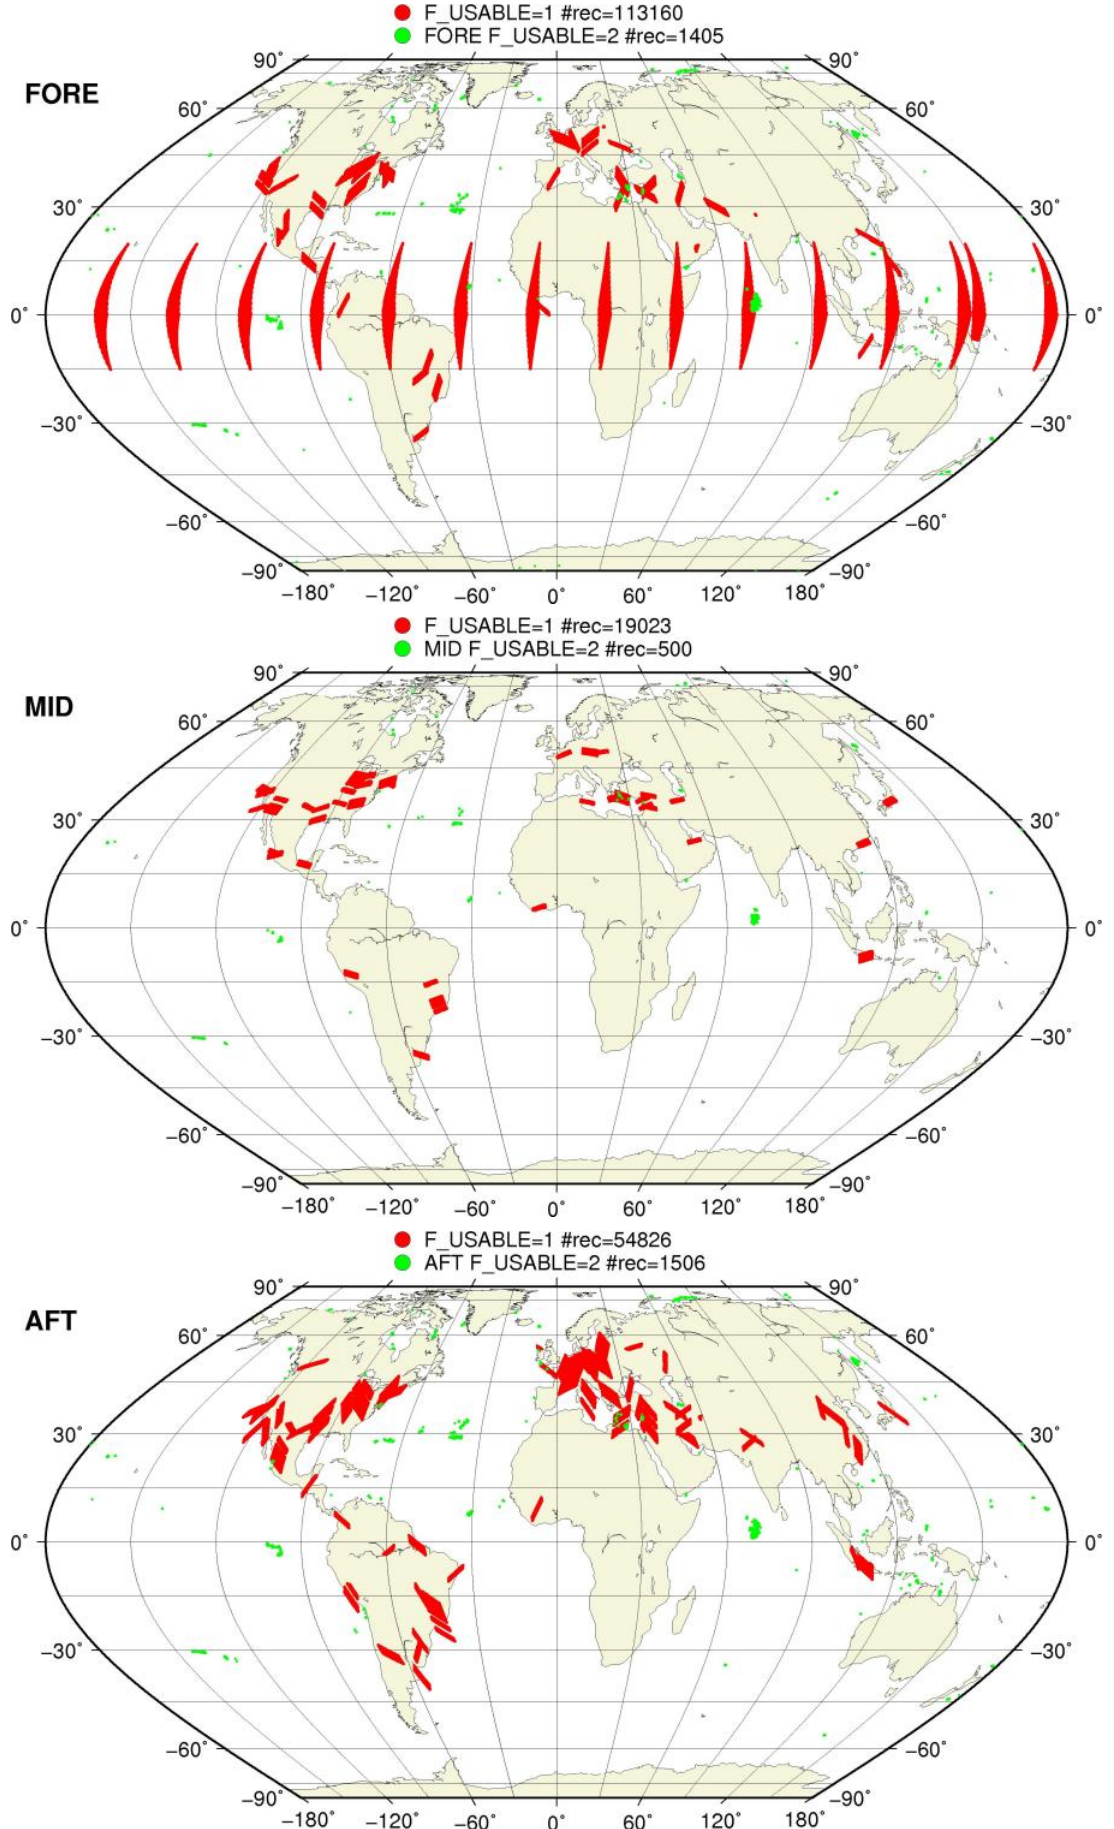 F_USABLE=1 #rec=113160
FORE F_USABLE=2 #rec=1405
FORE
90˚ 90˚
60˚ 60˚
30˚ 30˚
0˚ 0˚
−30˚ −30˚
−60˚ −60˚
−90˚ −90˚
−180˚ −120˚ −60˚ 0˚ 60˚ 120˚ 180˚
F_USABLE=1 #rec=19023
MID F_USABLE=2 #rec=500
MID
90˚ 90˚
60˚ 60˚
30˚ 30˚
0˚ 0˚
−30˚ −30˚
−60˚ −60˚
−90˚ −90˚
−180˚ −120˚ −60˚ 0˚ 60˚ 120˚ 180˚
F_USABLE=1 #rec=54826
AFT F_USABLE=2 #rec=1506
AFT
90˚ 90˚
60˚ 60˚
30˚ 30˚
0˚ 0˚
−30˚ −30˚
−60˚ −60˚
−90˚ −90˚
−180˚ −120˚ −60˚ 0˚ 60˚ 120˚ 180˚